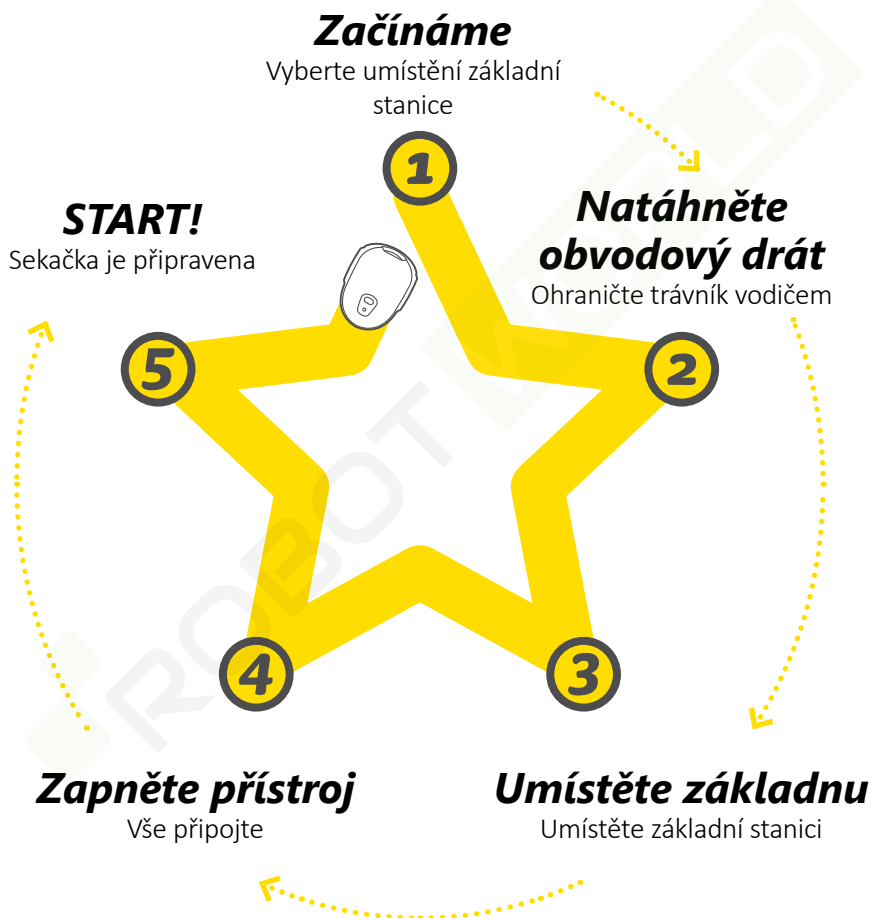 Začínáme
Vyberte umístění základní
stanice
1
Natáhněte
obvodový drát
Ohraničte trávník vodičem
2
3
Umístěte základnu
Umístěte základní stanici
4
Zapněte přístroj
Vše připojte
5
START!
Sekačka je připravena
ROBOTWORLD